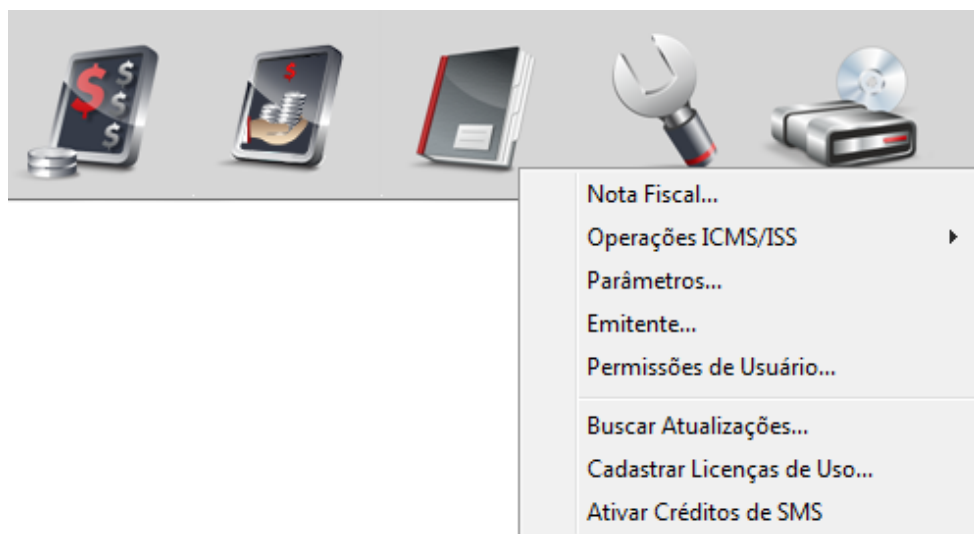 Nota Fiscal...
Operações ICMS/ISS
Parâmetros...
Emitente...
Permissões de Usuário...
Buscar Atualizações...
Cadastrar Licenças de Uso...
Ativar Créditos de SMS